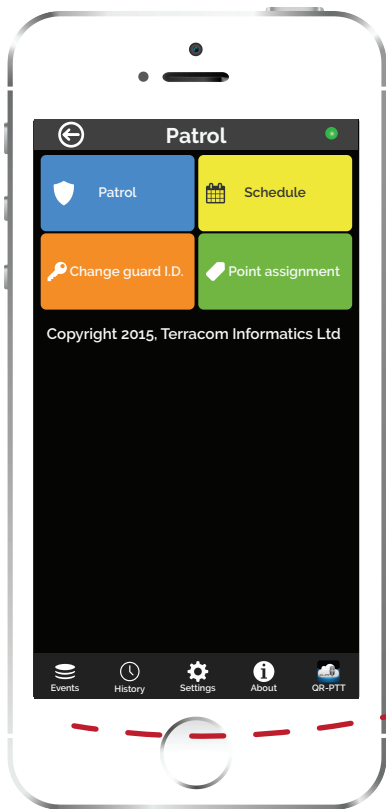 Patrol
Patrol
Schedule
Change guard I.D.
Point assignment
Copyright 2015, Terracom Informatics Ltd
Events
History
Settings
About
QR-PTT